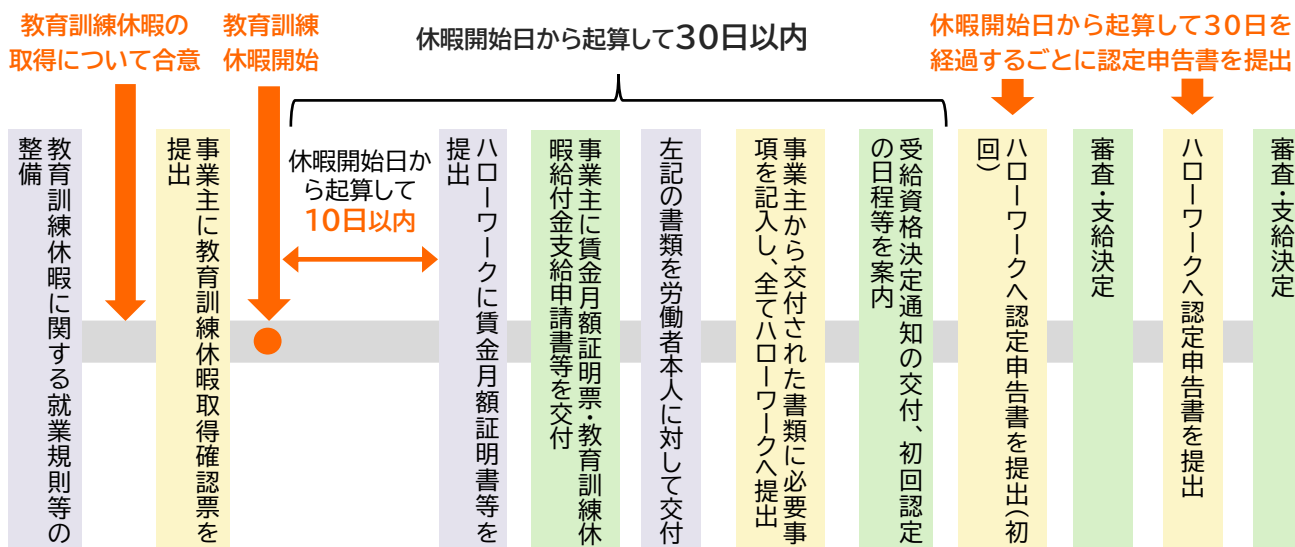 教育訓練休暇の
取得について合意
教育訓練
休暇開始
休暇開始日から起算して30日以内
休暇開始日から起算して30日を
経過するごとに認定申告書を提出
教育訓練休暇に関する就業規則等の
整備
事業主に教育訓練休暇取得確認票を
提出
休暇開始日か
ら起算して
10日以内
ハローワークに賃金月額証明書等を
提出
事業主に賃金月額証明票・教育訓練休
暇給付金支給申請書等を交付
左記の書類を労働者本人に対して交付
事業主から交付された書類に必要事
項を記入し、全てハローワークへ提出
受給資格決定通知の交付、初回認定
の日程等を案内
ハローワークへ認定申告書を提出(初
回)
審査・支給決定
ハローワークへ認定申告書を提出
審査・支給決定